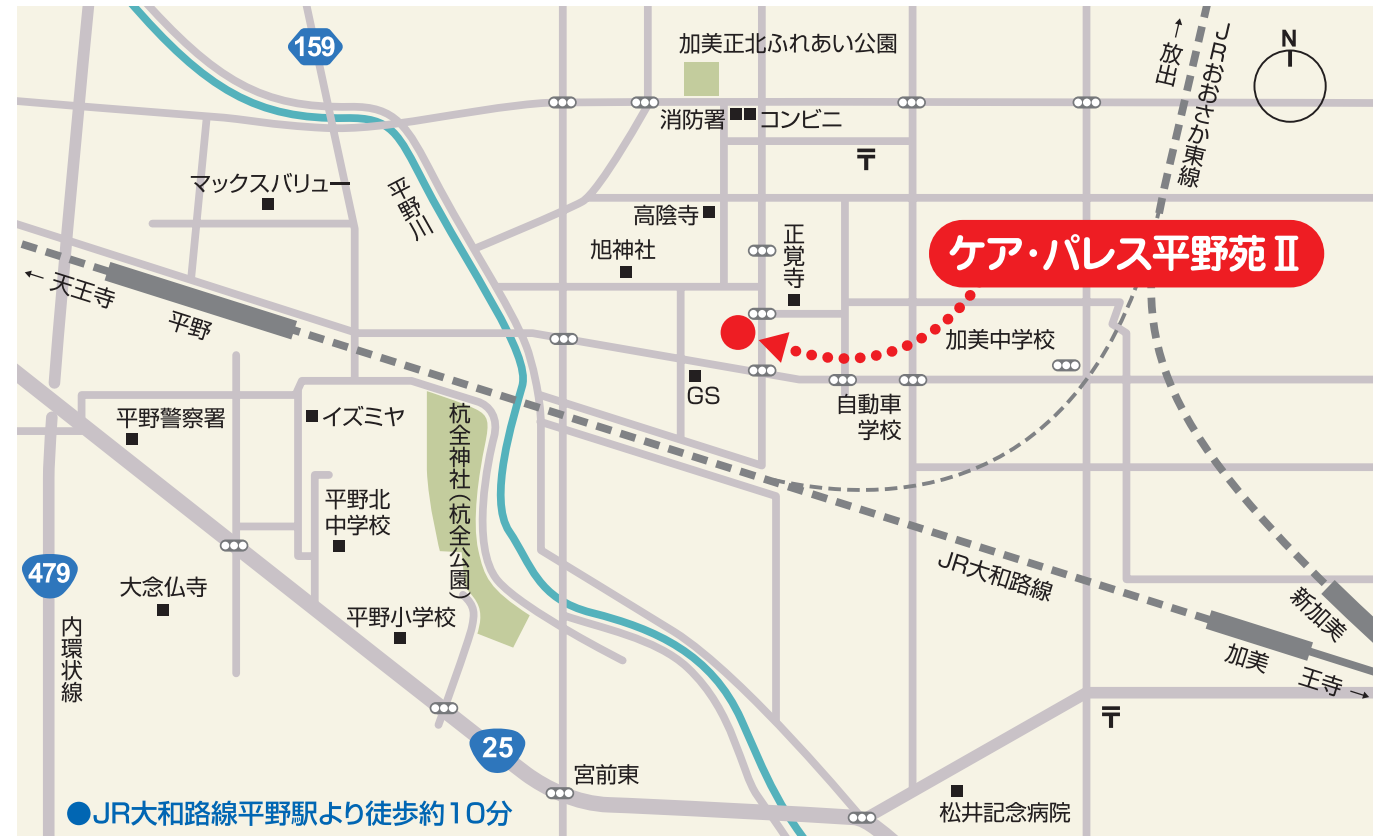 159
加美正北ふれあい公園
N
JRおおさか東線
↑放出
消防署
コンビニ
〒
マックスバリュー
平野川
高陰寺
旭神社
正覚寺
ケア・パレス平野苑Ⅱ
←天王寺
平野
加美中学校
GS
自動車
学校
平野警察署
イズミヤ
杭全神社(杭全公園)
平野北
中学校
479
大念仏寺
平野小学校
JR大和路線
新加美
加美
王寺→
内環状線
〒
25
宮前東
松井記念病院
●JR大和路線平野駅より徒歩約10分